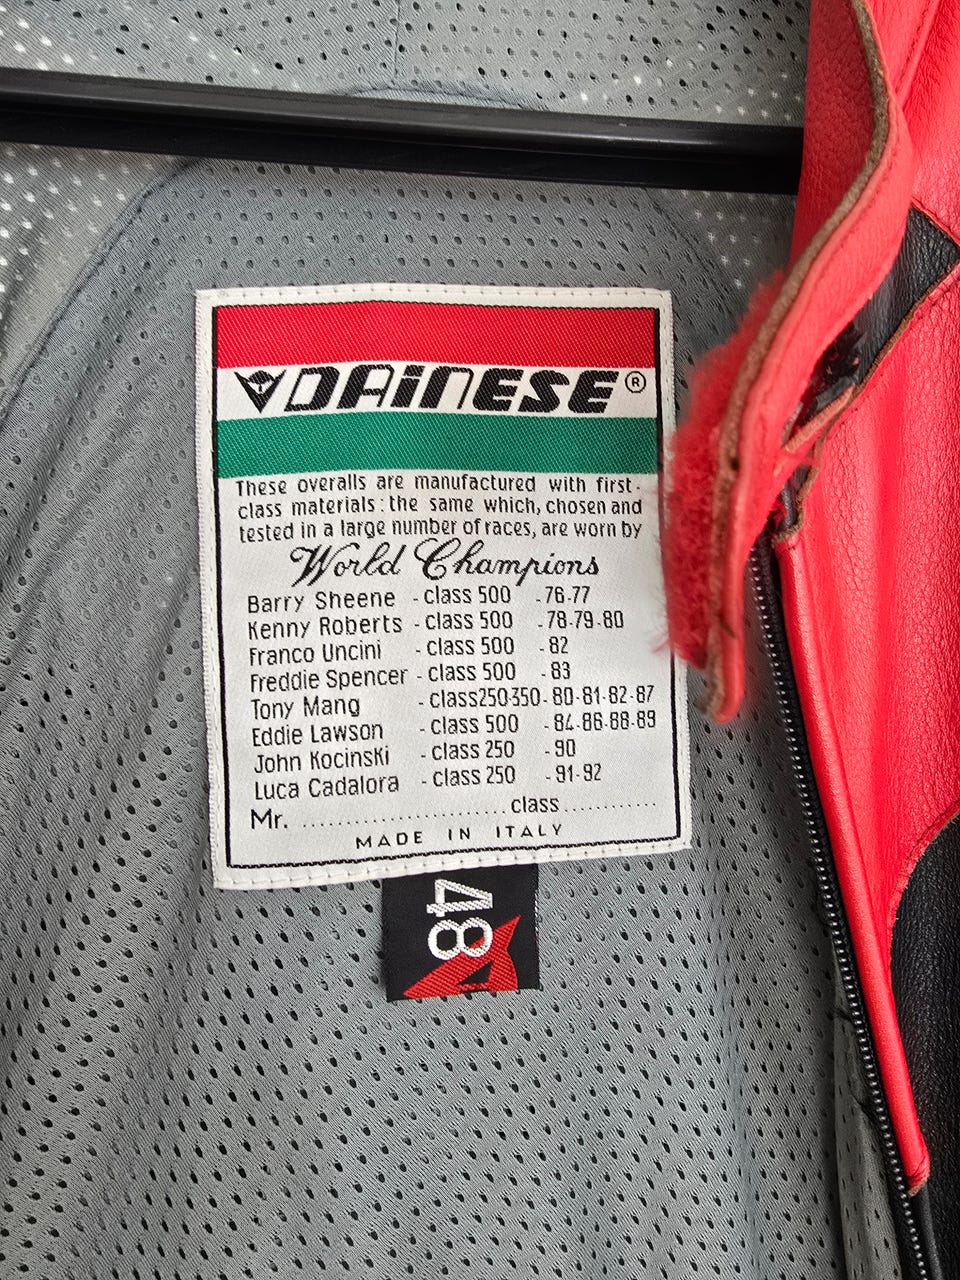 DAINESE ®
These overalls are manufactured with first-
class materials: the same which, chosen and
tested in a large number of races, are worn by
World Champions
Barry Sheene - class 500 - 76-77
Kenny Roberts - class 500 - 78-79-80
Franco Uncini - class 500 - 82
Freddie Spencer - class 500 - 83
Tony Mang - class 250-350 - 80-81-82-87
Eddie Lawson - class 500 - 84-86-88-89
John Kocinski - class 250 - 90
Luca Cadalora - class 250 - 91-92
Mr. ........................ class ............
MADE IN ITALY
48